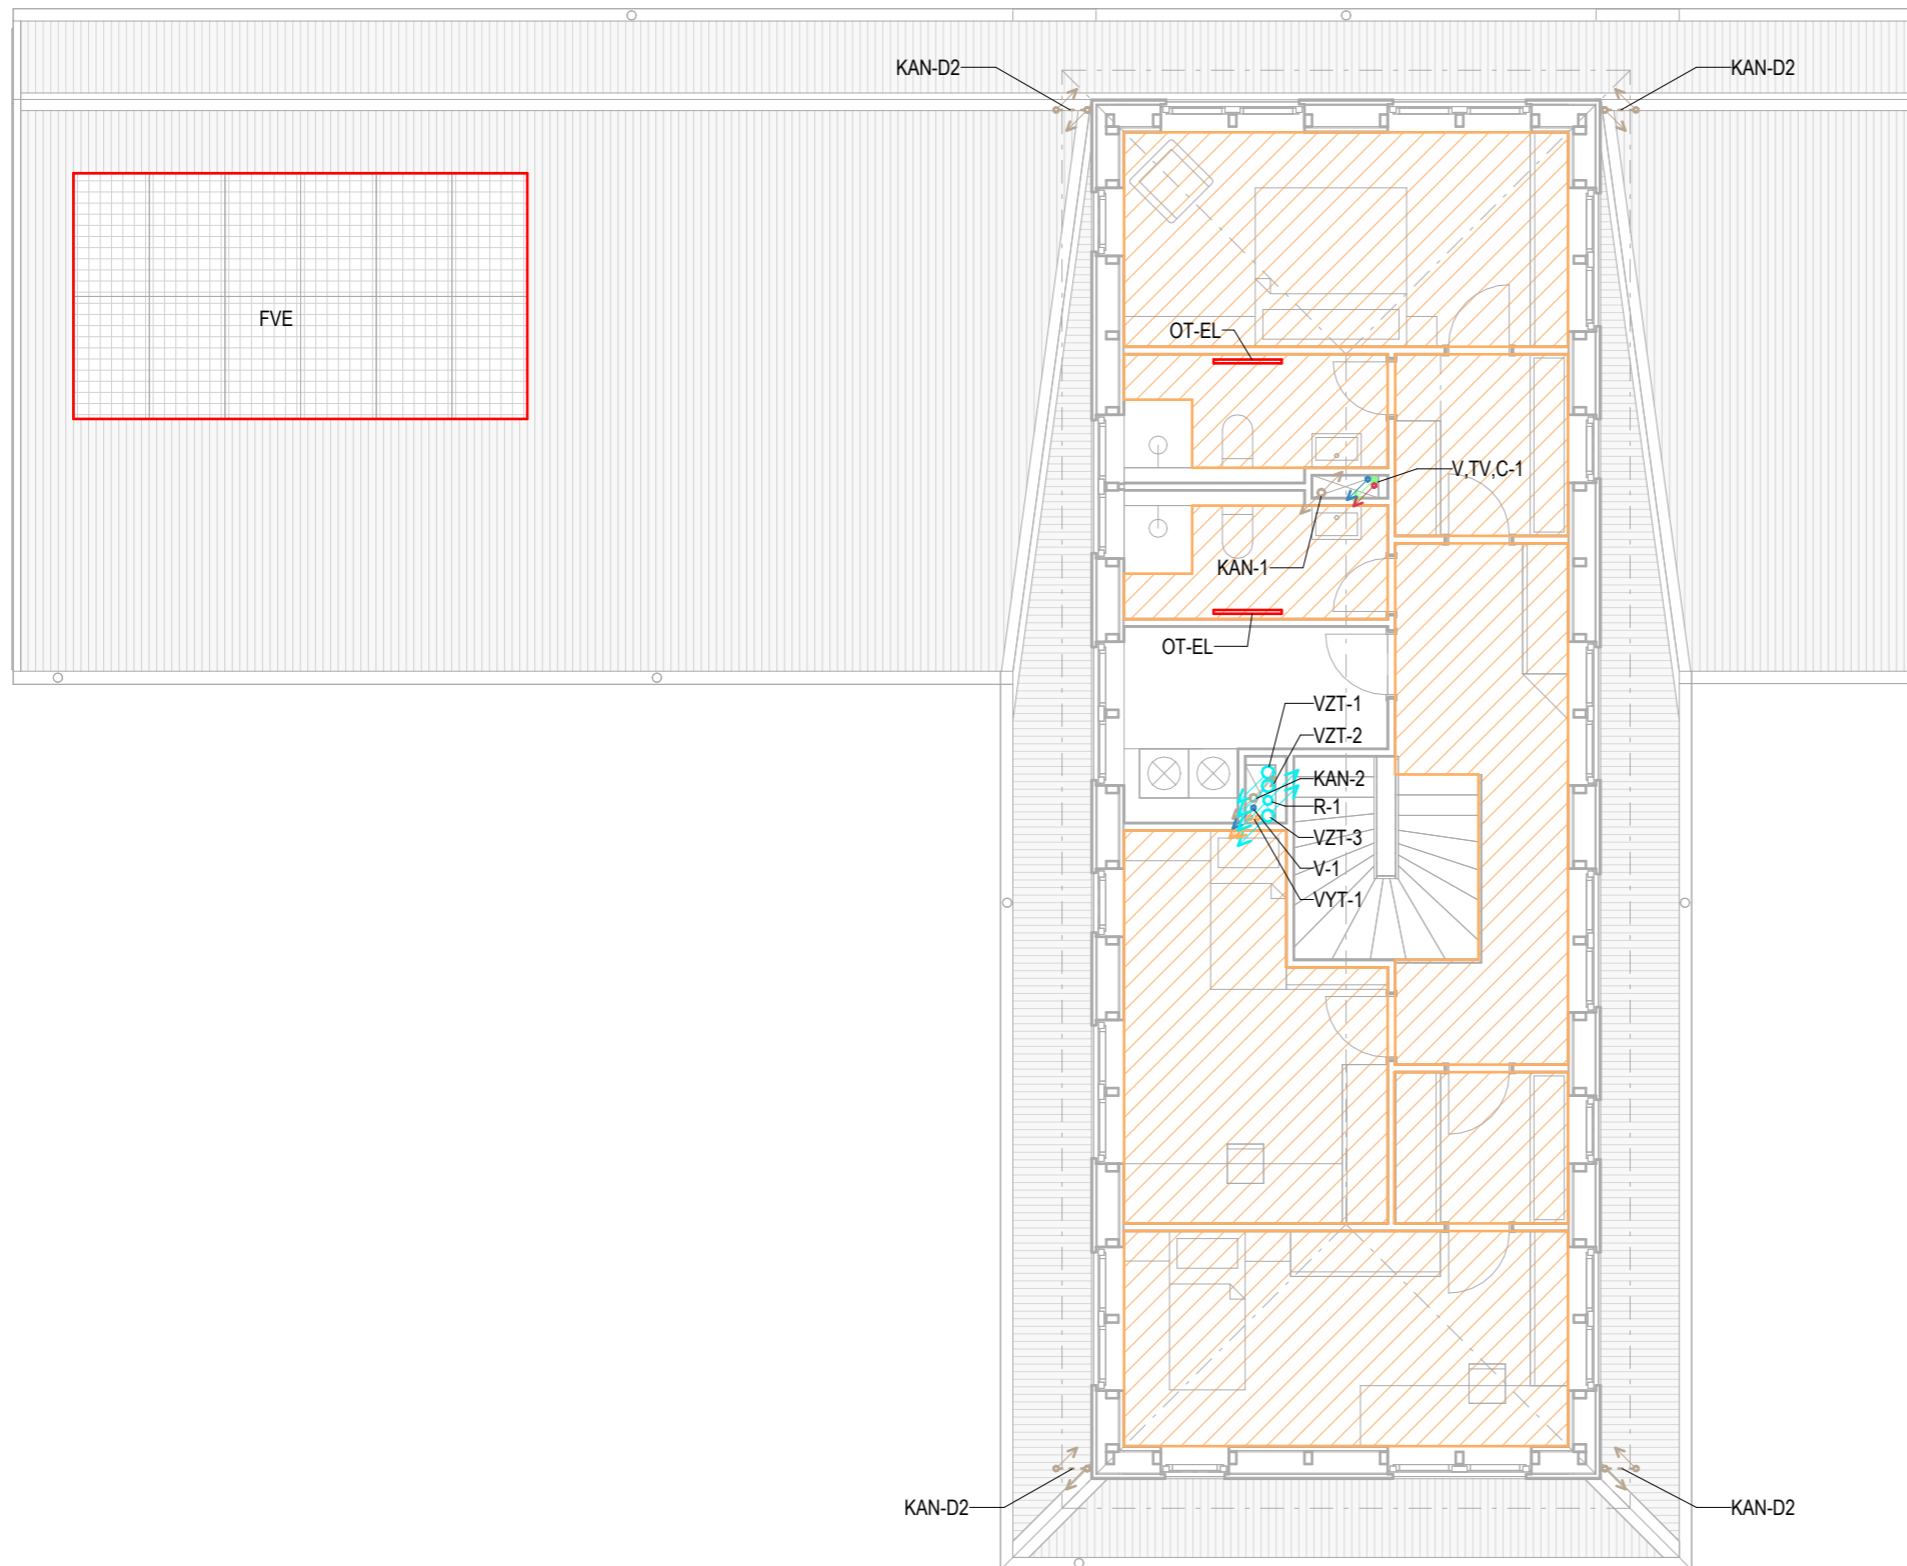 KAN-D2
KAN-D2
FVE
OT-EL
V,TV,C-1
KAN-1
OT-EL
VZT-1
VZT-2
KAN-2
R-1
VZT-3
V-1
VYT-1
KAN-D2
KAN-D2